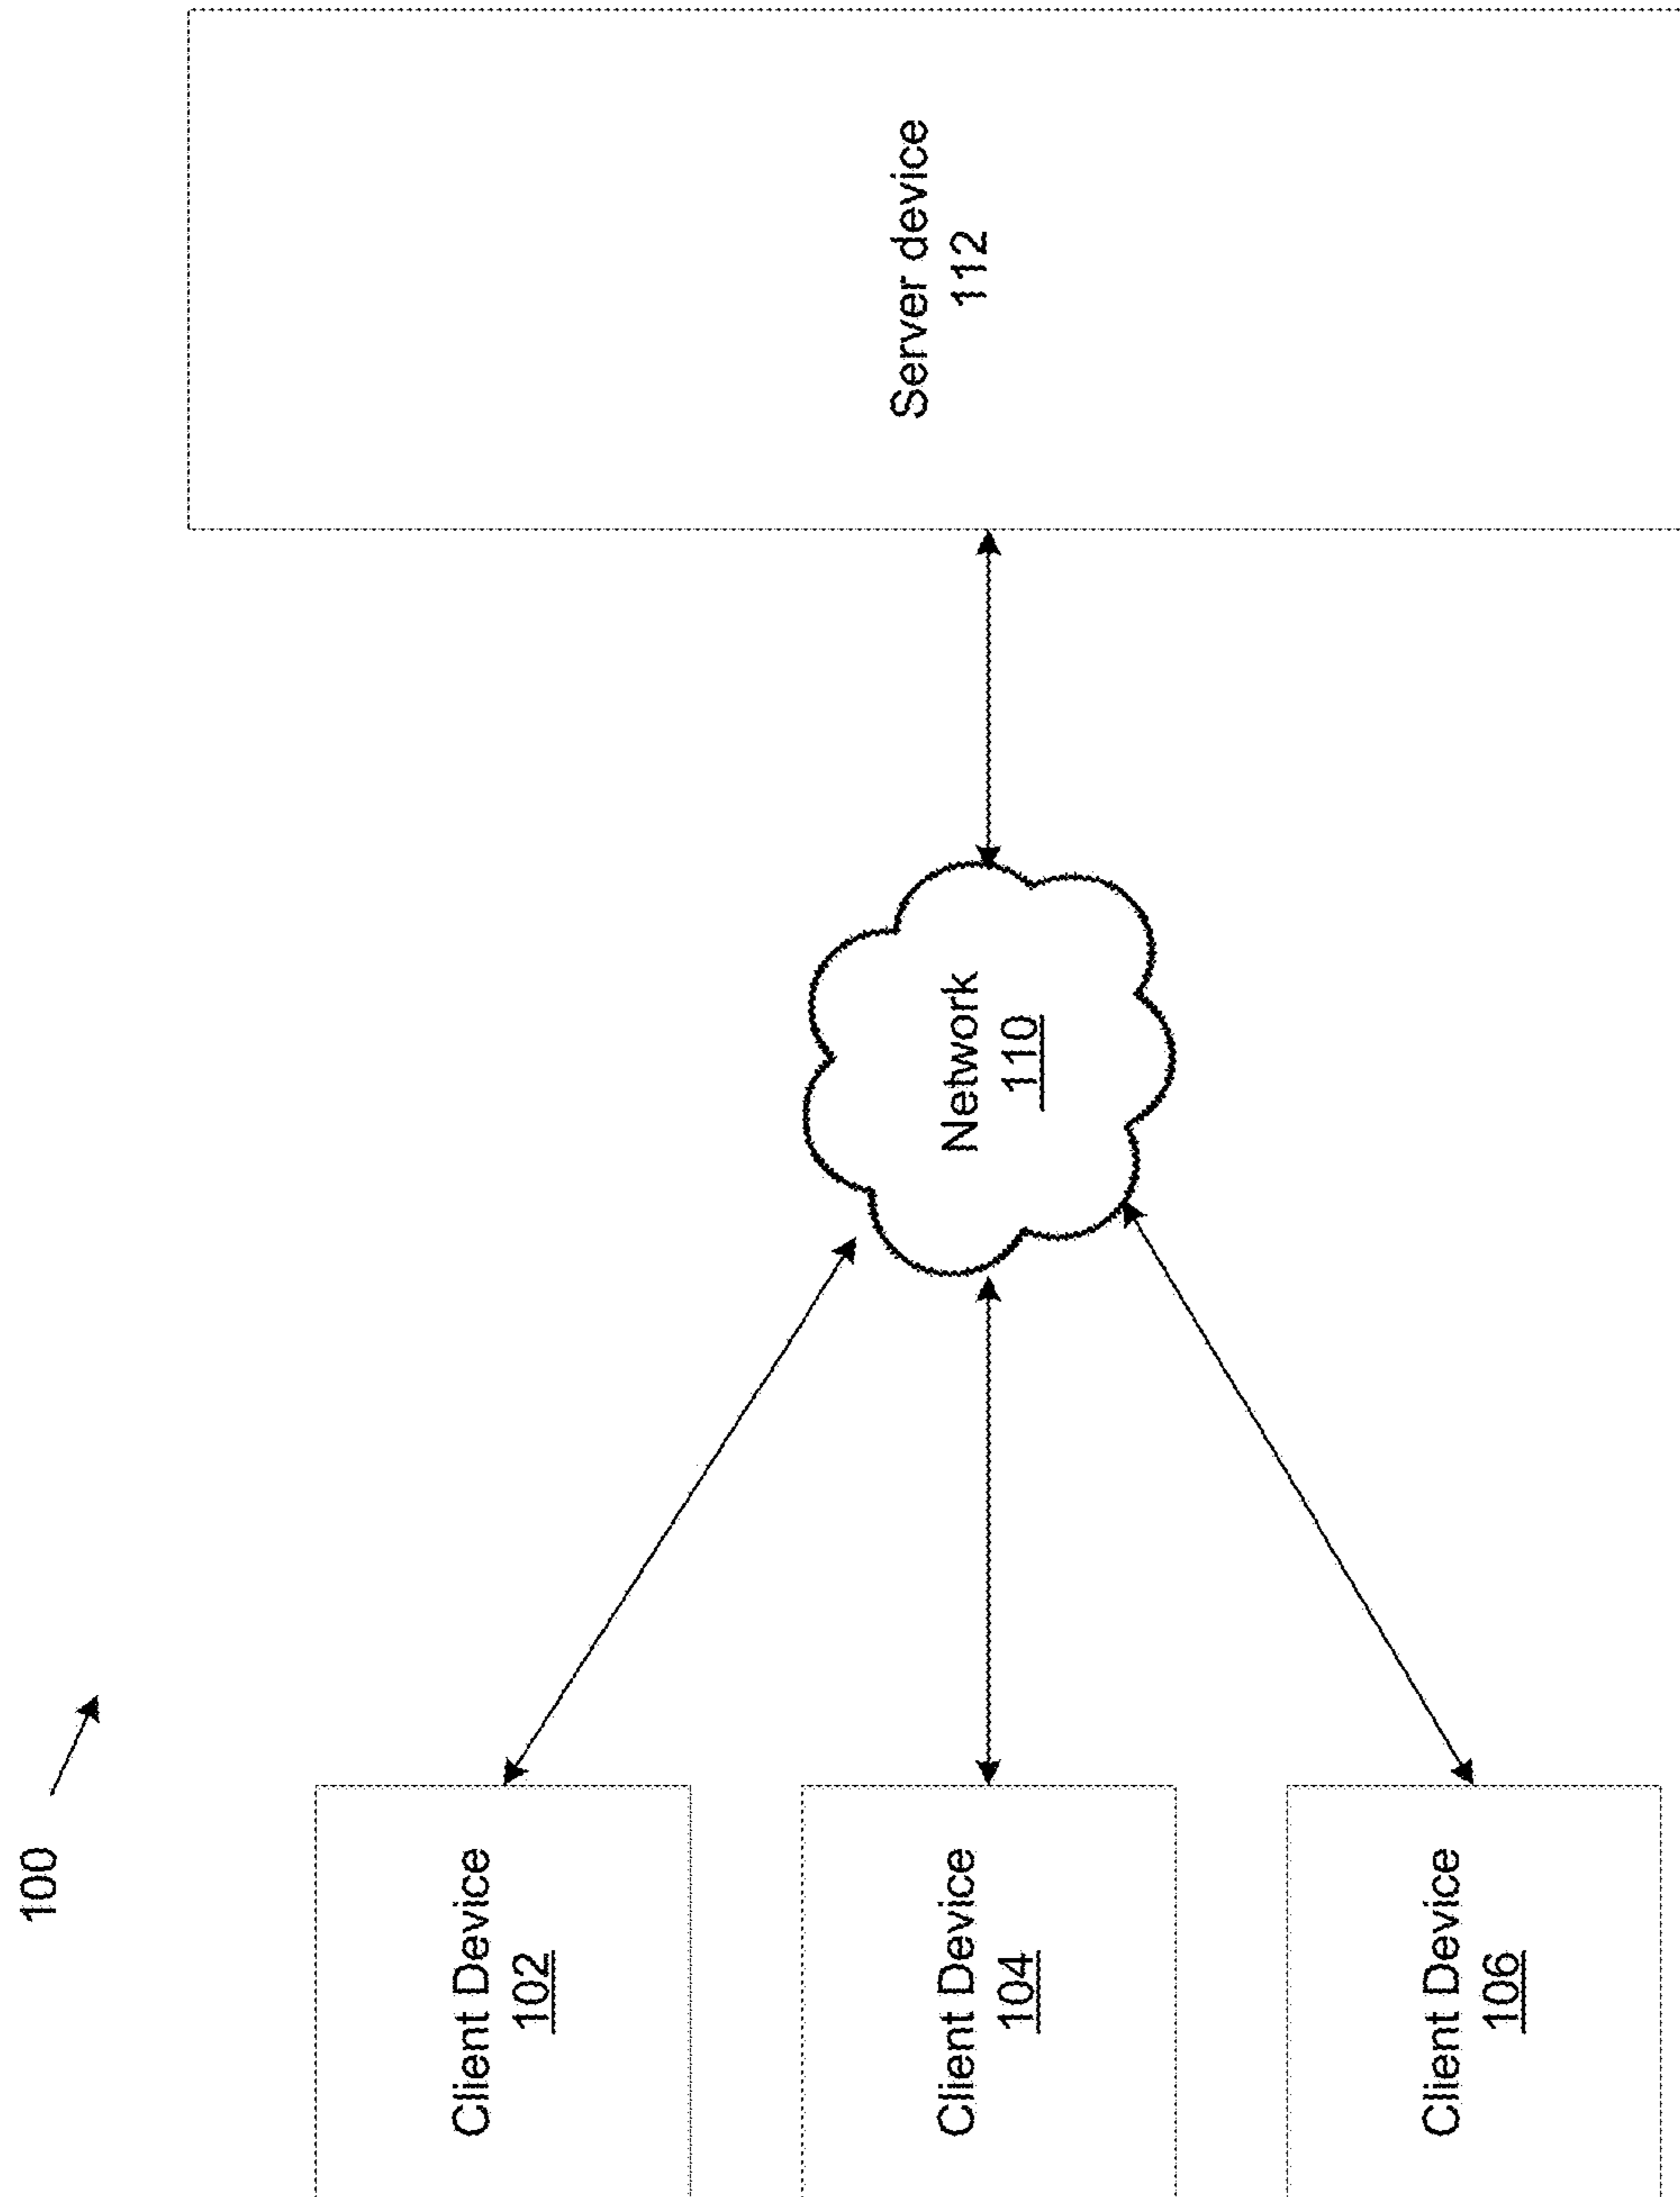 100
Client Device
102
Client Device
104
Client Device
106
Network
110
Server device
112